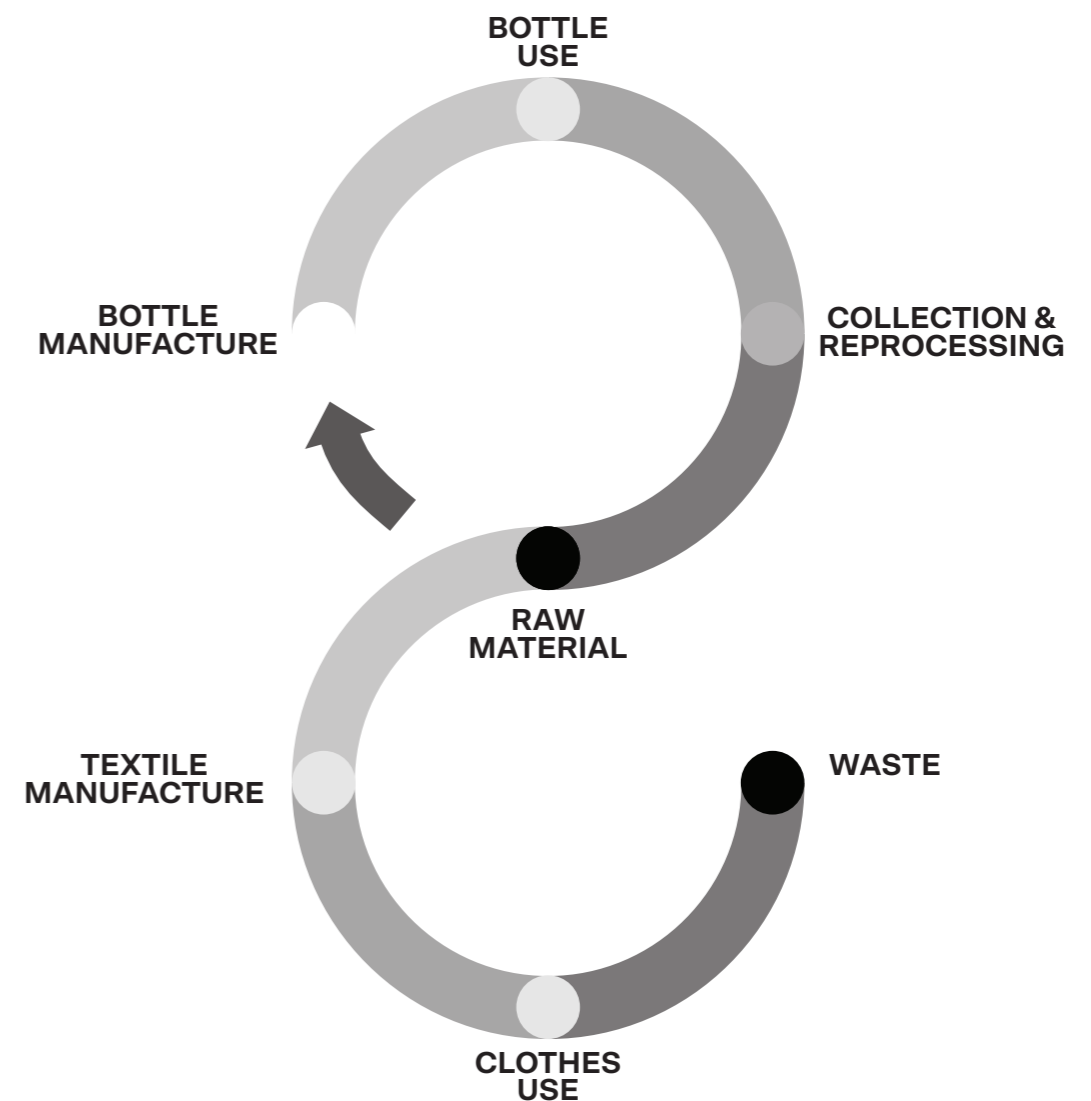 BOTTLE
USE
BOTTLE
MANUFACTURE
COLLECTION &
REPROCESSING
RAW
MATERIAL
TEXTILE
MANUFACTURE
WASTE
CLOTHES
USE